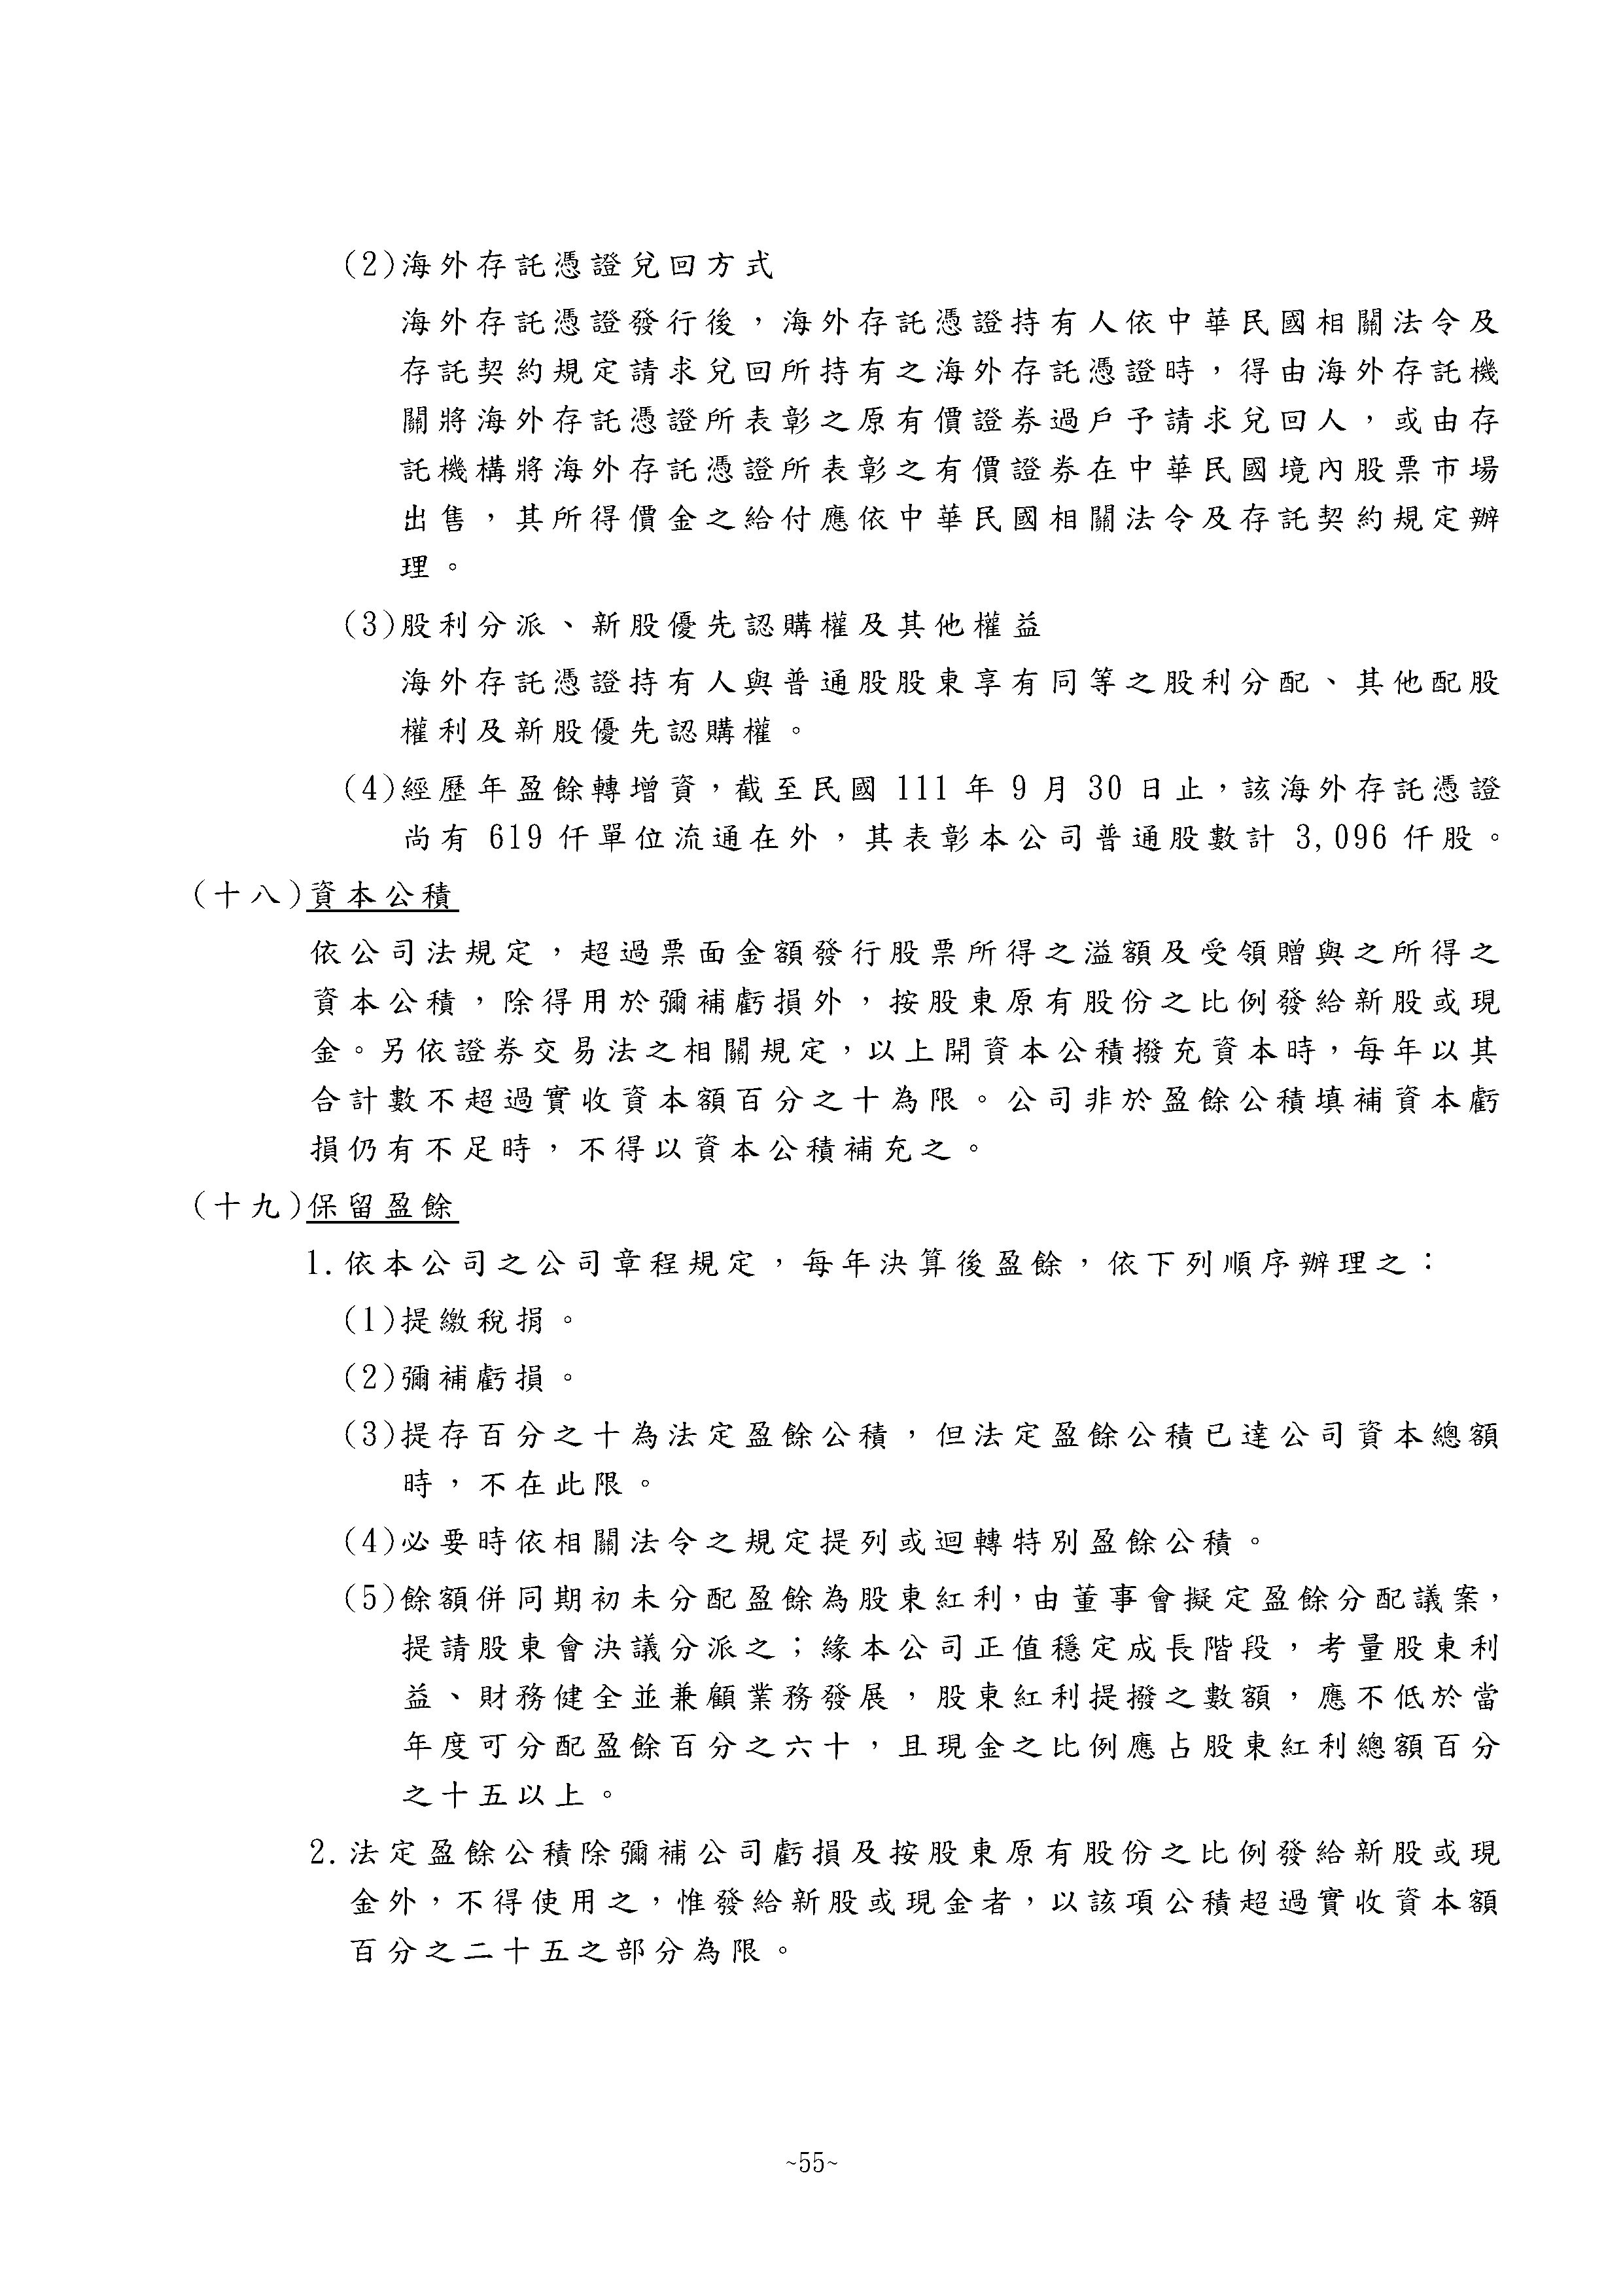 (2)海外存託憑證兌回方式
海外存託憑證發行後，海外存託憑證持有人依中華民國相關法令及
存託契約規定請求兌回所持有之海外存託憑證時，得由海外存託機
關將海外存託憑證所表彰之原有價證券過戶予請求兌回人，或由存
託機構將海外存託憑證所表彰之有價證券在中華民國境內股票市場
出售，其所得價金之給付應依中華民國相關法令及存託契約規定辦
理。
(3)股利分派、新股優先認購權及其他權益
海外存託憑證持有人與普通股股東享有同等之股利分配、其他配股
權利及新股優先認購權。
(4)經歷年盈餘轉增資，截至民國 111 年 9 月 30 日止，該海外存託憑證
尚有 619 仟單位流通在外，其表彰本公司普通股數計 3,096 仟股。
(十八)資本公積
依公司法規定，超過票面金額發行股票所得之溢額及受領贈與之所得之
資本公積，除得用於彌補虧損外，按股東原有股份之比例發給新股或現
金。另依證券交易法之相關規定，以上開資本公積撥充資本時，每年以其
合計數不超過實收資本額百分之十為限。公司非於盈餘公積填補資本虧
損仍有不足時，不得以資本公積補充之。
(十九)保留盈餘
1.依本公司之公司章程規定，每年決算後盈餘，依下列順序辦理之：
(1)提繳稅捐。
(2)彌補虧損。
(3)提存百分之十為法定盈餘公積，但法定盈餘公積已達公司資本總額
時，不在此限。
(4)必要時依相關法令之規定提列或迴轉特別盈餘公積。
(5)餘額併同期初未分配盈餘為股東紅利，由董事會擬定盈餘分配議案，
提請股東會決議分派之；緣本公司正值穩定成長階段，考量股東利
益、財務健全並兼顧業務發展，股東紅利提撥之數額，應不低於當
年度可分配盈餘百分之六十，且現金之比例應占股東紅利總額百分
之十五以上。
2.法定盈餘公積除彌補公司虧損及按股東原有股份之比例發給新股或現
金外，不得使用之，惟發給新股或現金者，以該項公積超過實收資本額
百分之二十五之部分為限。
~55~